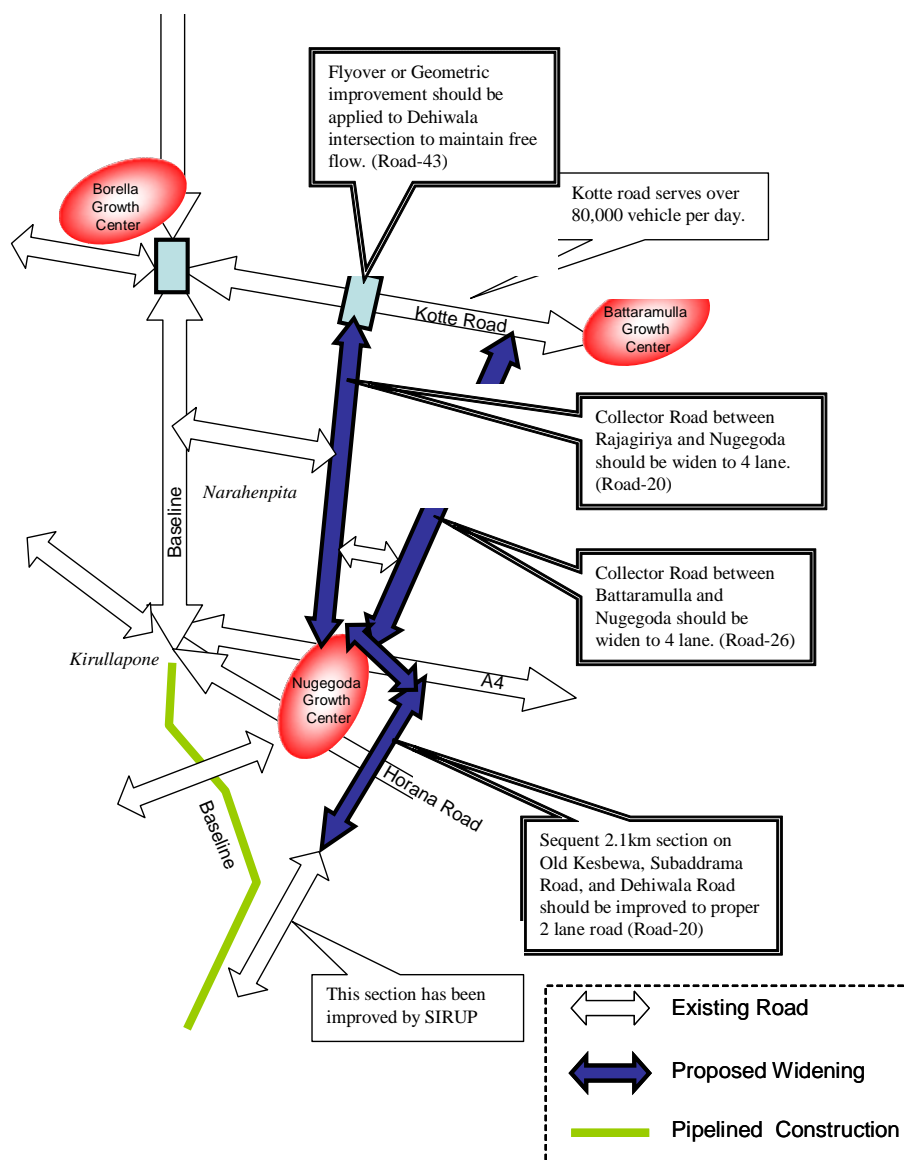 Flyover or Geometric
improvement should be
applied to Dehiwala
intersection to maintain free
flow. (Road-43)
Borella
Growth
Center
Kotte road serves over
80,000 vehicle per day.
Kotte Road
Battaramulla
Growth
Center
Collector Road between
Rajagiriya and Nugegoda
should be widen to 4 lane.
(Road-20)
Narahenpita
Baseline
Collector Road between
Battaramulla and
Nugegoda should be
widen to 4 lane. (Road-26)
Kirullapone
Nugegoda
Growth
Center
A4
Horana Road
Baseline
Sequent 2.1km section on
Old Kesbewa, Subaddrama
Road, and Dehiwala Road
should be improved to proper
2 lane road (Road-20)
This section has been
improved by SIRUP
Existing Road
Proposed Widening
Pipelined Construction